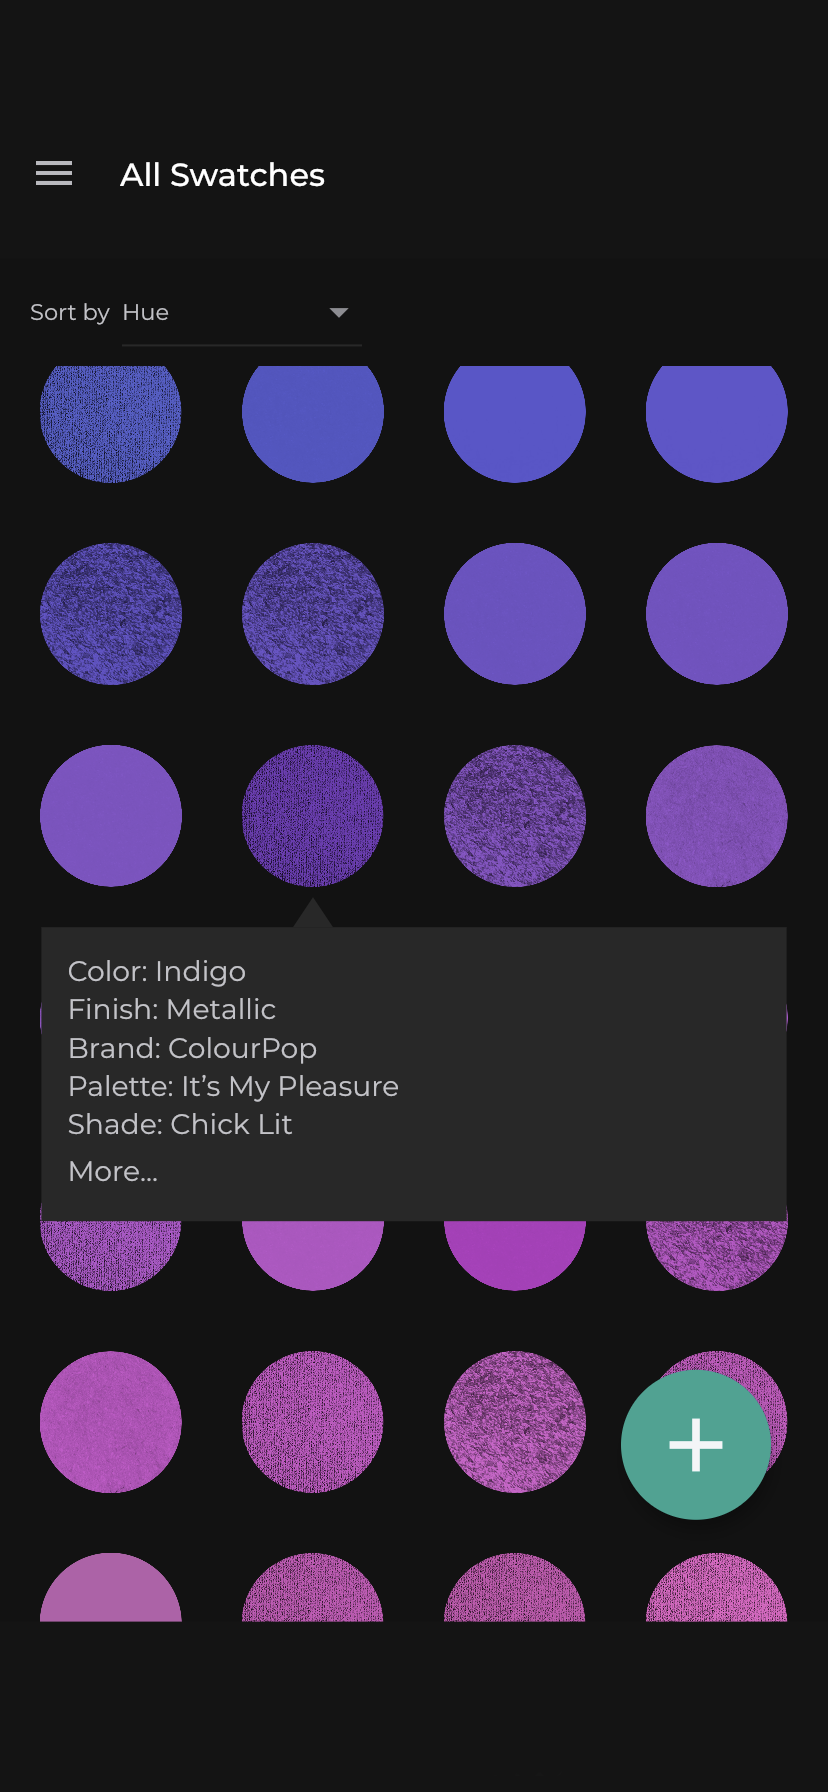 All Swatches
Sort by Hue
Color: Indigo
Finish: Metallic
Brand: ColourPop
Palette: It’s My Pleasure
Shade: Chick Lit
More...